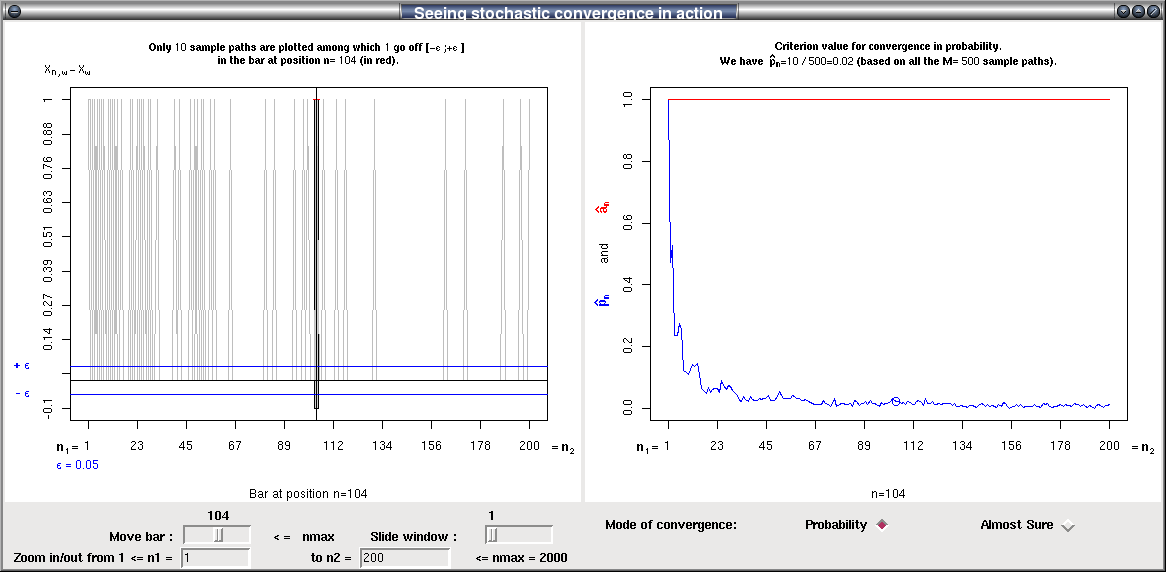 Seeing stochastic convergence in action
Only 10 sample paths are plotted among which 1 go off [−ϵ ;+ϵ ]
in the bar at position n= 104 (in red).
Xn,ω − Xω
1
0.88
0.76
0.63
0.51
0.39
0.27
0.14
−0.1
+ ϵ
− ϵ
n1 = 1 23 45 67 89 112 134 156 178 200 = n2
ϵ = 0.05
Bar at position n=104
Criterion value for convergence in probability.
We have p̂n=10 / 500=0.02 (based on all the M= 500 sample paths).
1.0
0.8
0.6
0.4
0.2
0.0
p̂n and ân
n1 = 1 23 45 67 89 112 134 156 178 200 = n2
n=104
104
Move bar : <= nmax
1
Slide window :
Zoom in/out from 1 <= n1 = 1 to n2 = 200 <= nmax = 2000
Mode of convergence: Probability Almost Sure